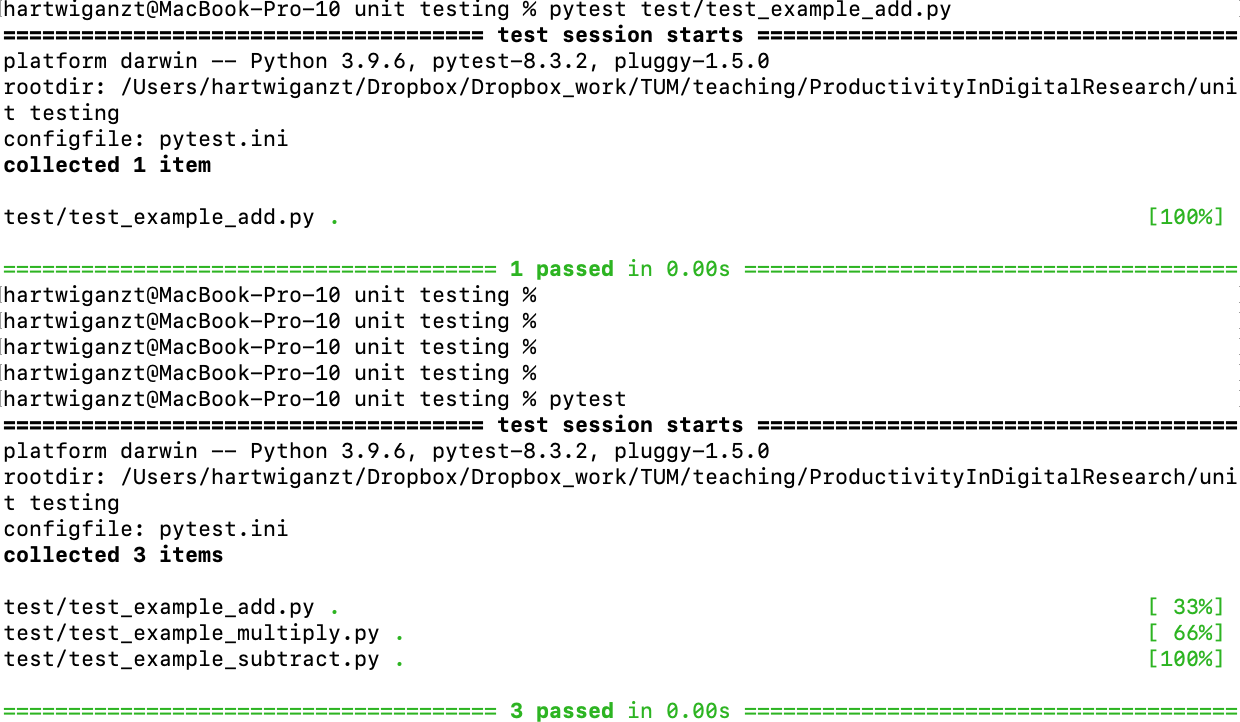 hartwiganzt@MacBook-Pro-10 unit testing % pytest test/test_example_add.py
===================================== test session starts =====================================
platform darwin -- Python 3.9.6, pytest-8.3.2, pluggy-1.5.0
rootdir: /Users/hartwiganzt/Dropbox/Dropbox_work/TUM/teaching/ProductivityInDigitalResearch/uni
t testing
configfile: pytest.ini
collected 1 item

test/test_example_add.py .                                                              [100%]

====================================== 1 passed in 0.00s ======================================
hartwiganzt@MacBook-Pro-10 unit testing %
hartwiganzt@MacBook-Pro-10 unit testing %
hartwiganzt@MacBook-Pro-10 unit testing %
hartwiganzt@MacBook-Pro-10 unit testing %
hartwiganzt@MacBook-Pro-10 unit testing % pytest
===================================== test session starts =====================================
platform darwin -- Python 3.9.6, pytest-8.3.2, pluggy-1.5.0
rootdir: /Users/hartwiganzt/Dropbox/Dropbox_work/TUM/teaching/ProductivityInDigitalResearch/uni
t testing
configfile: pytest.ini
collected 3 items

test/test_example_add.py .                                                              [ 33%]
test/test_example_multiply.py .                                                         [ 66%]
test/test_example_subtract.py .                                                         [100%]

====================================== 3 passed in 0.00s ======================================